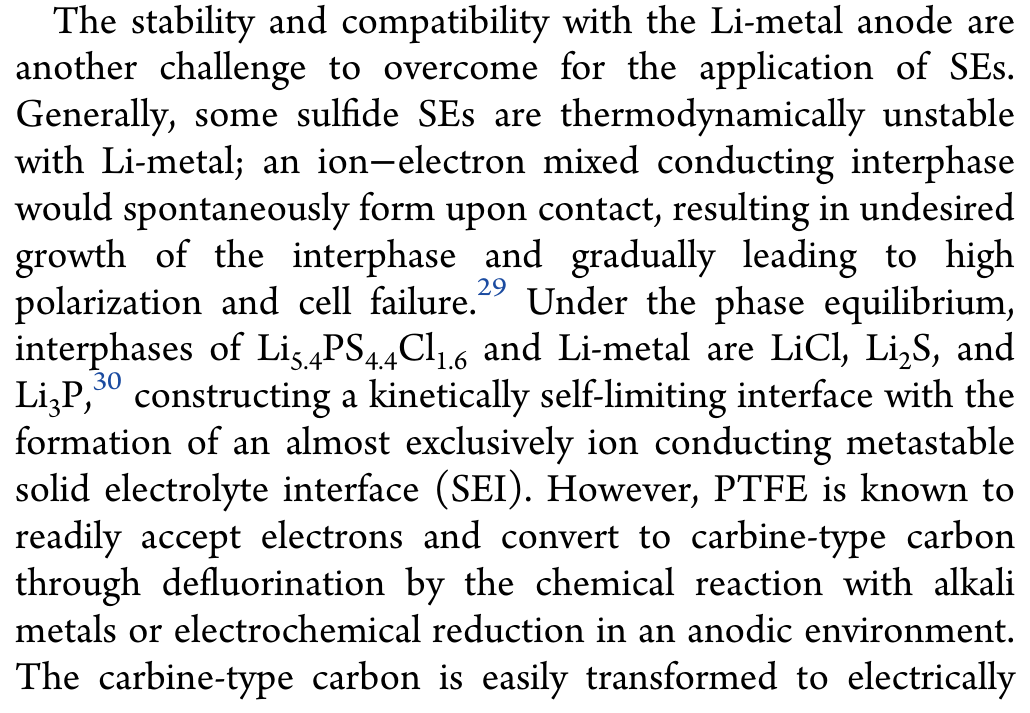 The stability and compatibility with the Li-metal anode are
another challenge to overcome for the application of SEs.
Generally, some sulfide SEs are thermodynamically unstable
with Li-metal; an ion−electron mixed conducting interphase
would spontaneously form upon contact, resulting in undesired
growth of the interphase and gradually leading to high
polarization and cell failure.²⁹ Under the phase equilibrium,
interphases of Li₅.₄PS₄.₄Cl₁.₆ and Li-metal are LiCl, Li₂S, and
Li₃P,³⁰ constructing a kinetically self-limiting interface with the
formation of an almost exclusively ion conducting metastable
solid electrolyte interface (SEI). However, PTFE is known to
readily accept electrons and convert to carbine-type carbon
through defluorination by the chemical reaction with alkali
metals or electrochemical reduction in an anodic environment.
The carbine-type carbon is easily transformed to electrically